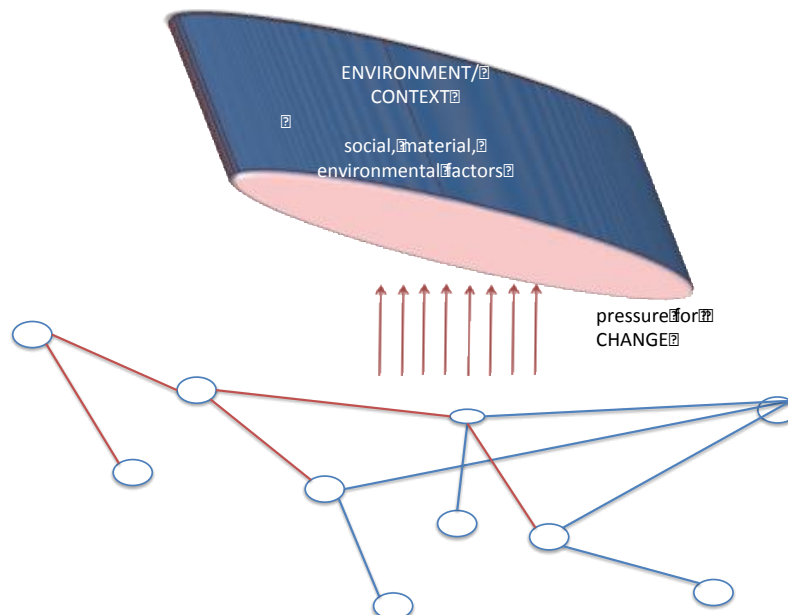 ENVIRONMENT/⍰
CONTEXT⍰
⍰
social,⍰material,⍰
environmental⍰factors⍰
pressure⍰for⍰⍰
CHANGE⍰